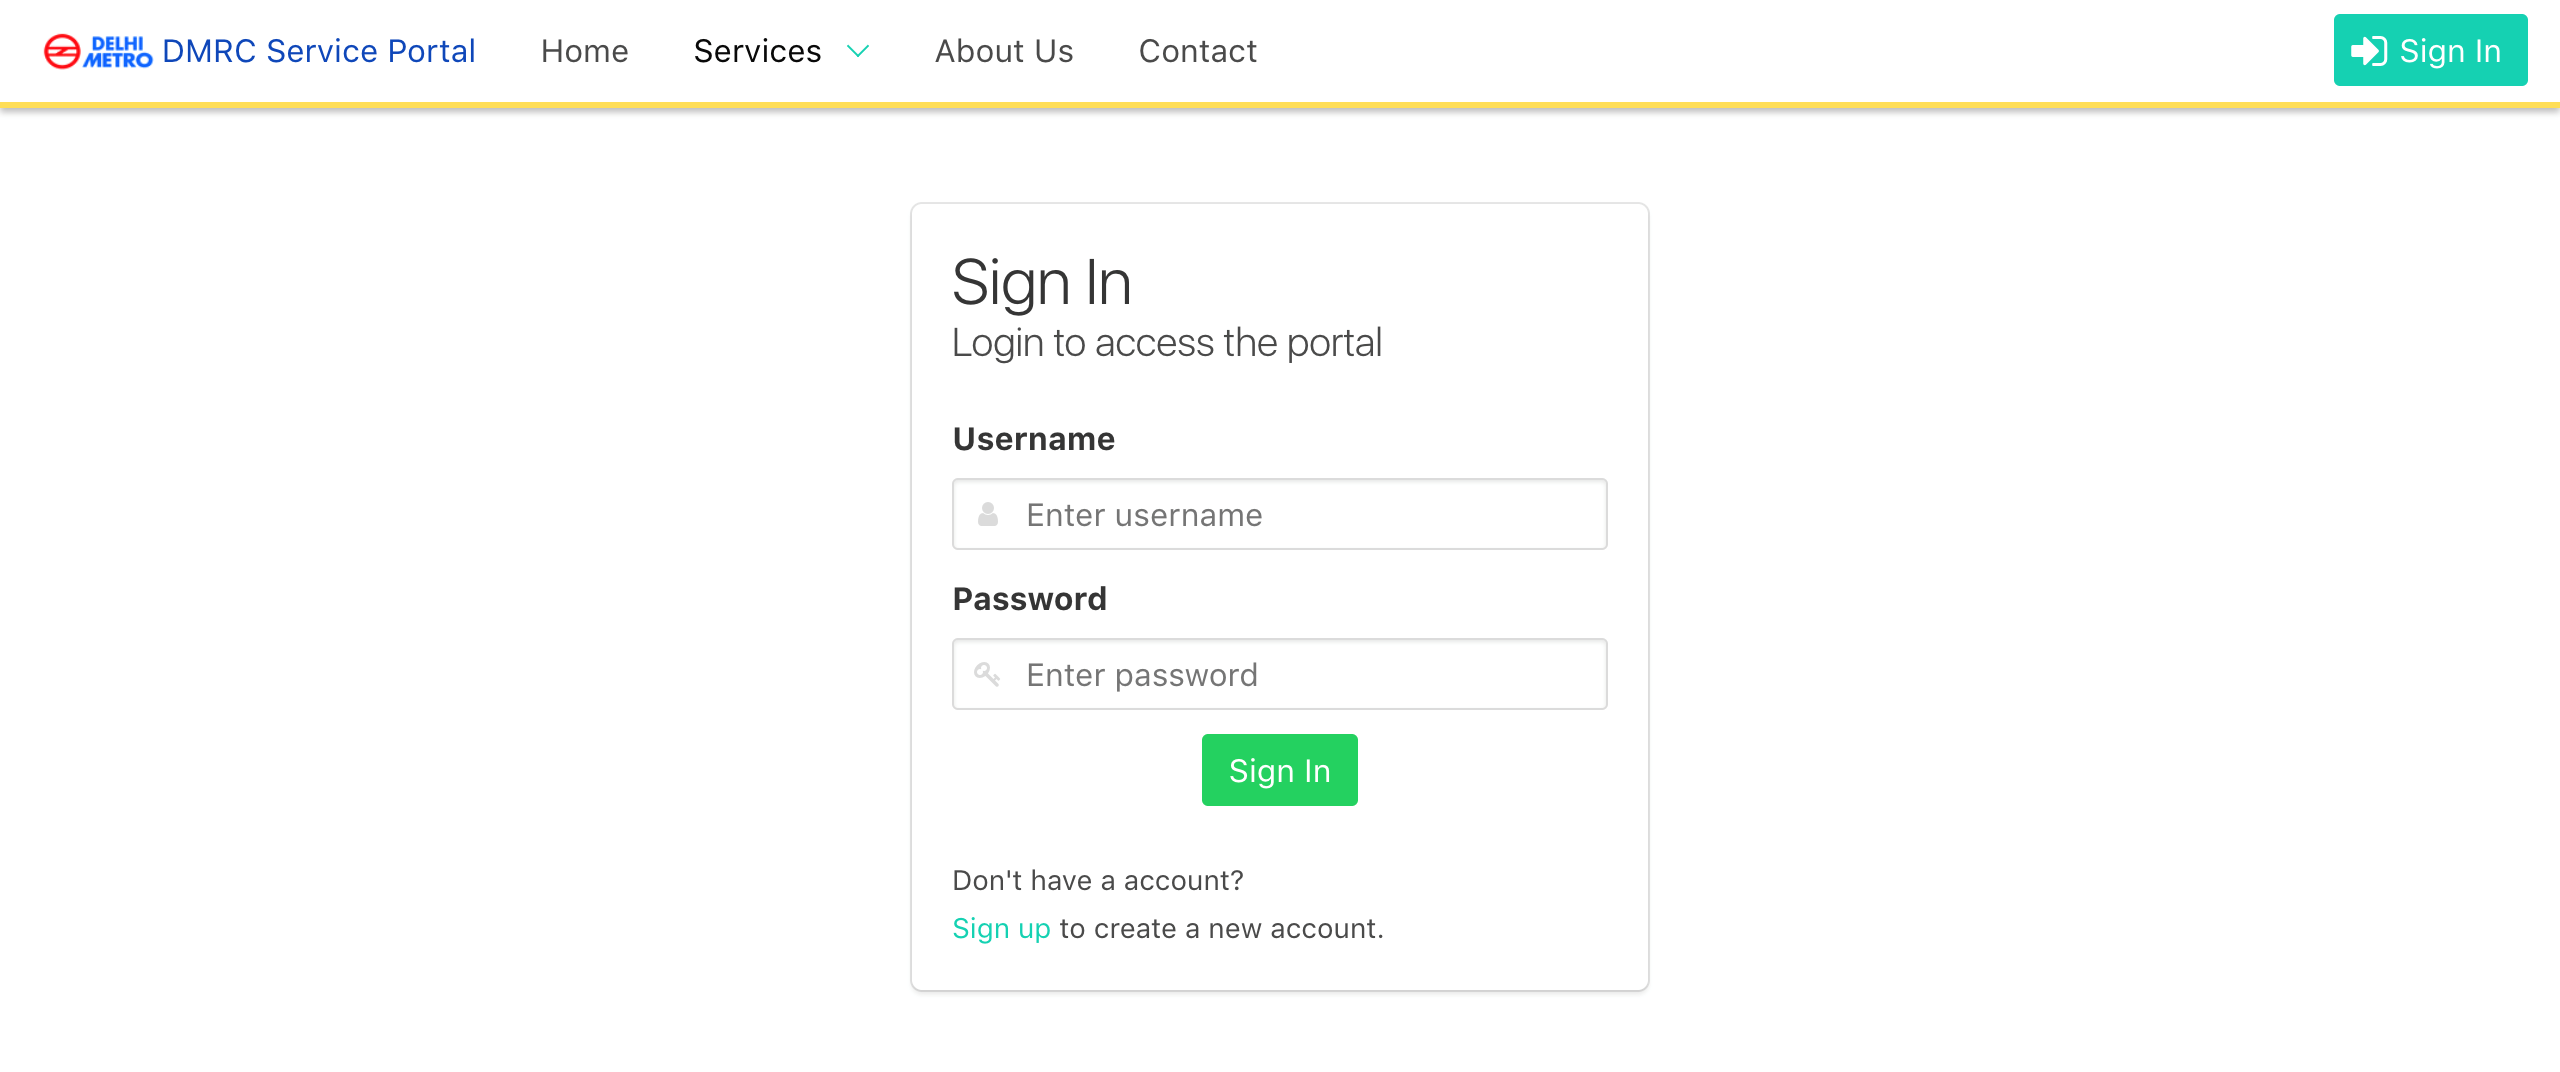 DELHI METRO DMRC Service Portal Home Services About Us Contact Sign In
Sign In
Login to access the portal
Username
Enter username
Password
Enter password
Sign In
Don't have a account?
Sign up to create a new account.